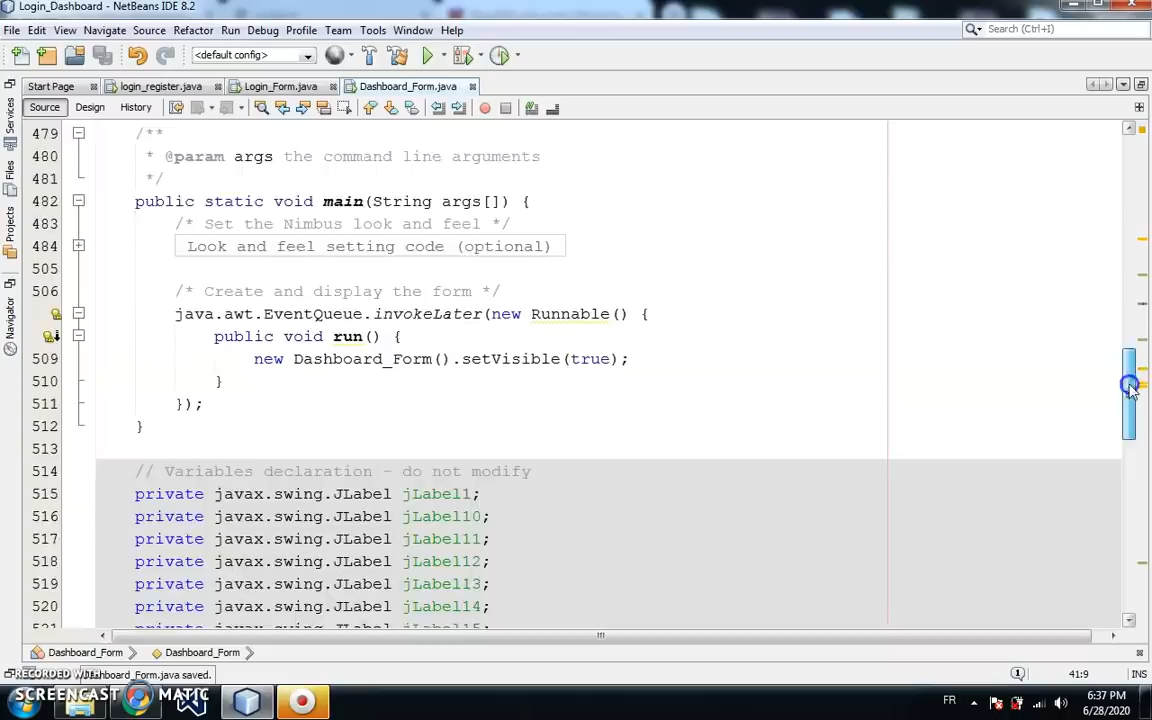 Login_Dashboard - NetBeans IDE 8.2
File Edit View Navigate Source Refactor Run Debug Profile Team Tools Window Help
Search (Ctrl+I)
<default config>
Start Page login_register.java Login_Form.java Dashboard_Form.java
Source Design History
Services
Files
Projects
Navigator
479 /**
480 * @param args the command line arguments
481 */
482 public static void main(String args[]) {
483 /* Set the Nimbus look and feel */
484 Look and feel setting code (optional)
505
506 /* Create and display the form */
java.awt.EventQueue.invokeLater(new Runnable() {
public void run() {
509 new Dashboard_Form().setVisible(true);
510 }
511 });
512 }
513
514 // Variables declaration - do not modify
515 private javax.swing.JLabel jLabel1;
516 private javax.swing.JLabel jLabel10;
517 private javax.swing.JLabel jLabel11;
518 private javax.swing.JLabel jLabel12;
519 private javax.swing.JLabel jLabel13;
520 private javax.swing.JLabel jLabel14;
Dashboard_Form Dashboard_Form
Dashboard_Form.java saved.
1 41:9 INS
RECORDED WITH
SCREENCAST MATIC
FR
6:37 PM
6/28/2020